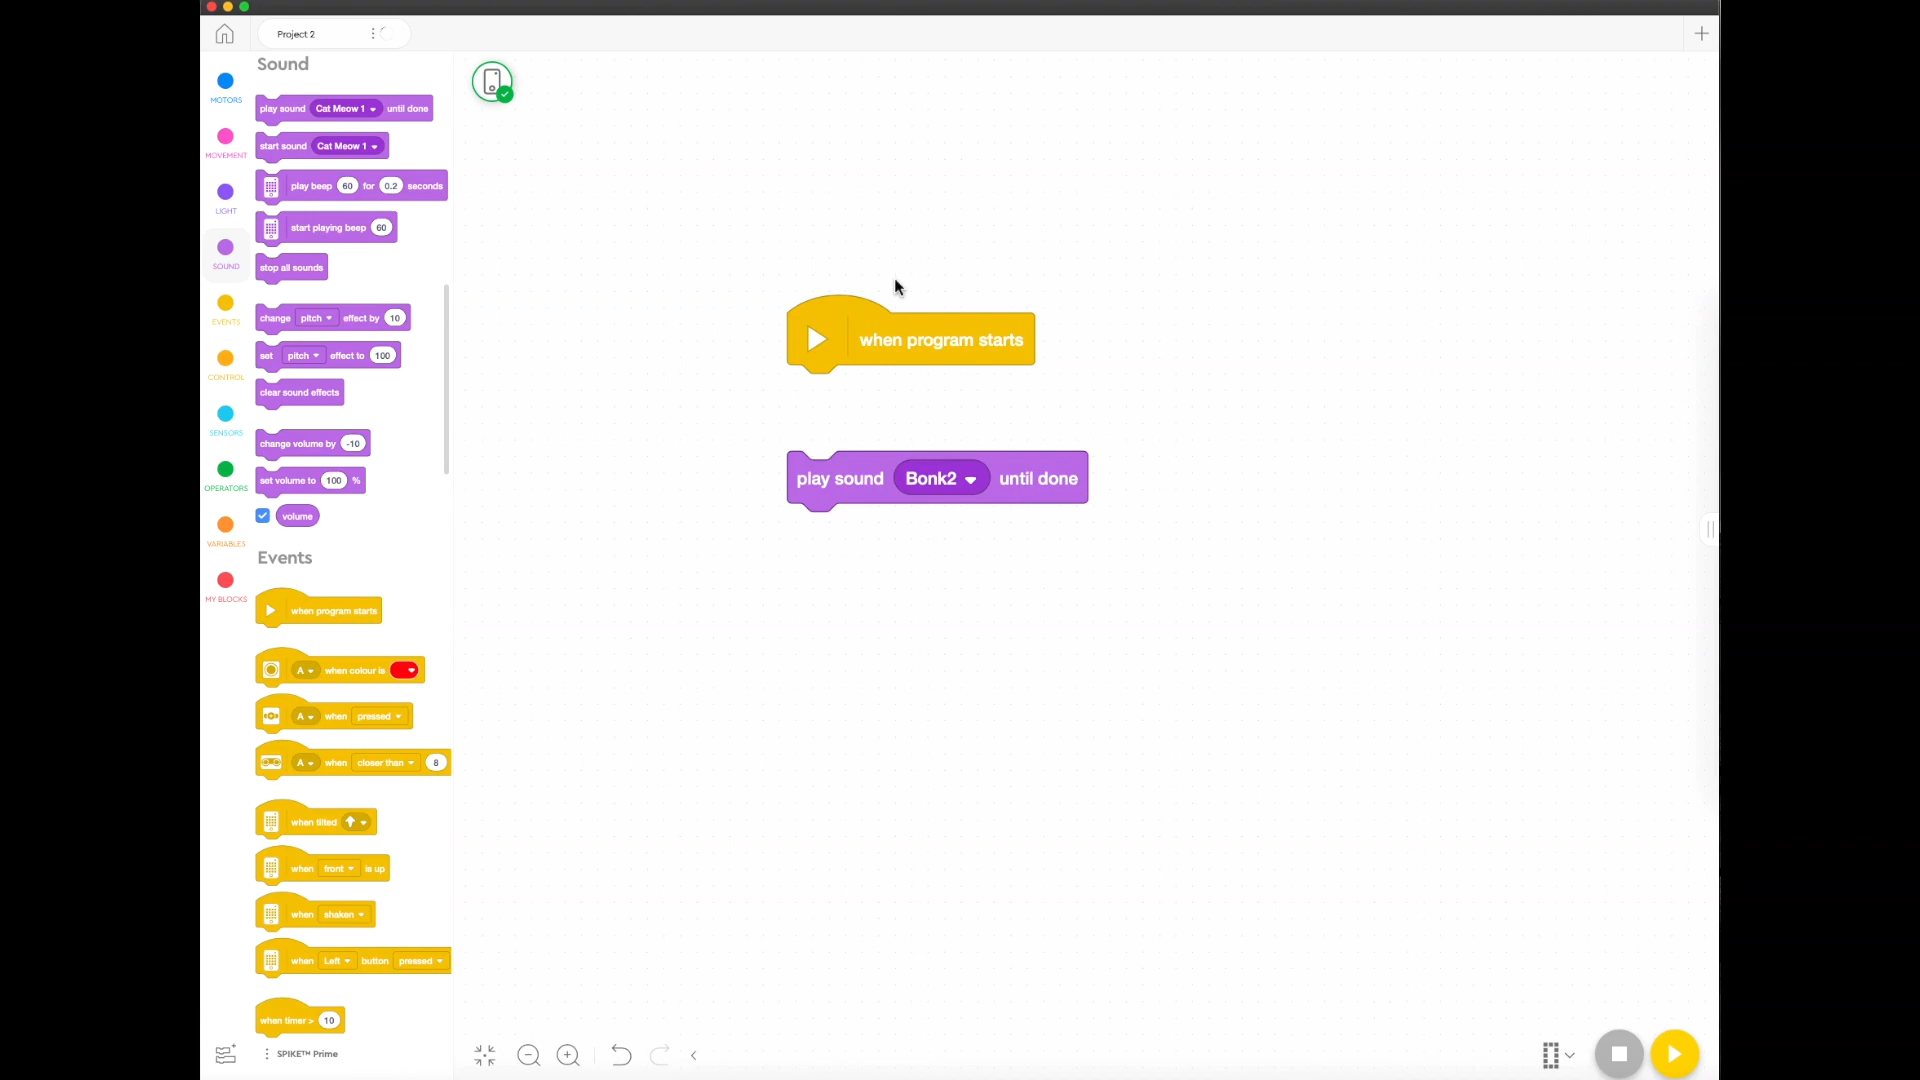 Project 2
MOTORS
MOVEMENT
LIGHT
SOUND
EVENTS
CONTROL
SENSORS
OPERATORS
VARIABLES
MY BLOCKS
Sound
play sound Cat Meow 1 until done
start sound Cat Meow 1
play beep 60 for 0.2 seconds
start playing beep 60
stop all sounds
change pitch effect by 10
set pitch effect to 100
clear sound effects
change volume by -10
set volume to 100 %
volume
Events
when program starts
A when colour is
A when pressed
A when closer than 8
when tilted
when front is up
when shaken
when Left button pressed
when timer > 10
SPIKE™ Prime
when program starts
play sound Bonk2 until done